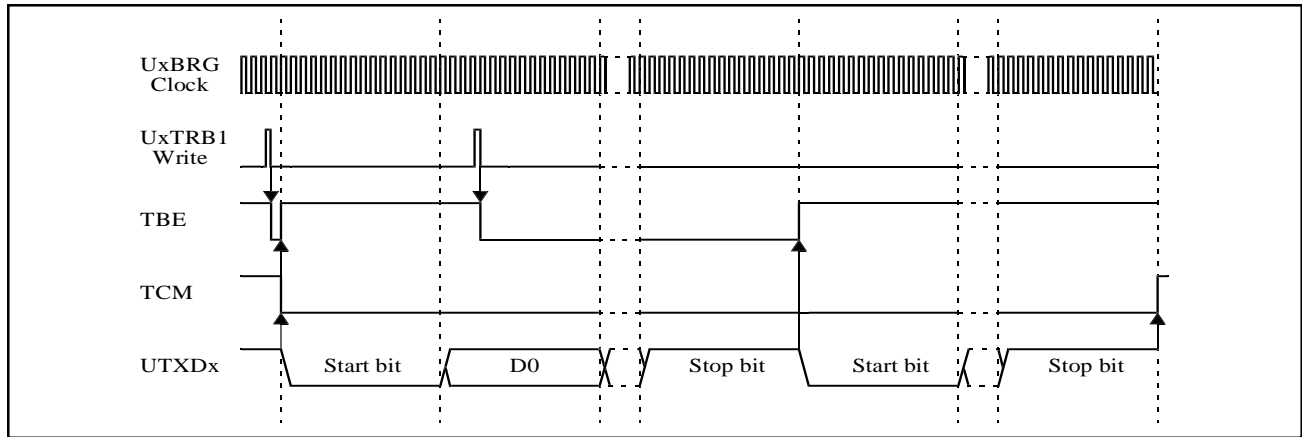 UxBRG
Clock
UxTRB1
Write
TBE
TCM
UTXDx
Start bit
D0
Stop bit
Start bit
Stop bit